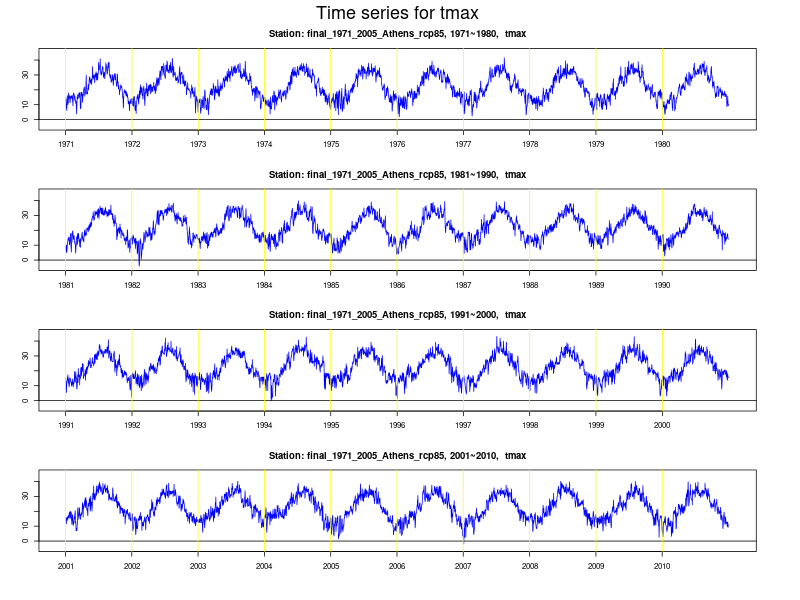 Time series for tmax
Station: final_1971_2005_Athens_rcp85, 1971~1980, tmax
30
10
0
1971 1972 1973 1974 1975 1976 1977 1978 1979 1980
Station: final_1971_2005_Athens_rcp85, 1981~1990, tmax
30
10
0
1981 1982 1983 1984 1985 1986 1987 1988 1989 1990
Station: final_1971_2005_Athens_rcp85, 1991~2000, tmax
30
10
0
1991 1992 1993 1994 1995 1996 1997 1998 1999 2000
Station: final_1971_2005_Athens_rcp85, 2001~2010, tmax
30
10
0
2001 2002 2003 2004 2005 2006 2007 2008 2009 2010